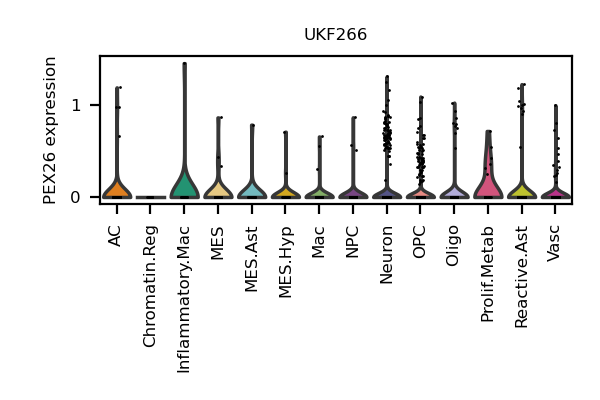 UKF266
PEX26 expression
1
0
AC
Chromatin.Reg
Inflammatory.Mac
MES
MES.Ast
MES.Hyp
Mac
NPC
Neuron
OPC
Oligo
Prolif.Metab
Reactive.Ast
Vasc